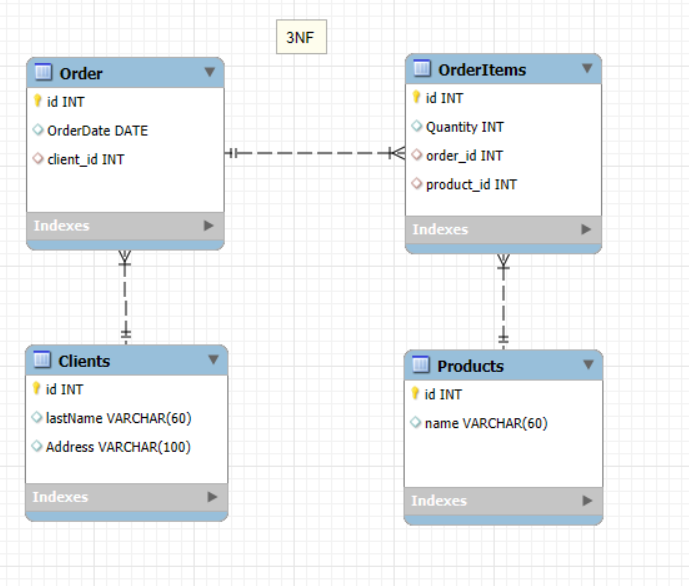 3NF
Order
id INT
OrderDate DATE
client_id INT
Indexes
OrderItems
id INT
Quantity INT
order_id INT
product_id INT
Indexes
Clients
id INT
lastName VARCHAR(60)
Address VARCHAR(100)
Indexes
Products
id INT
name VARCHAR(60)
Indexes